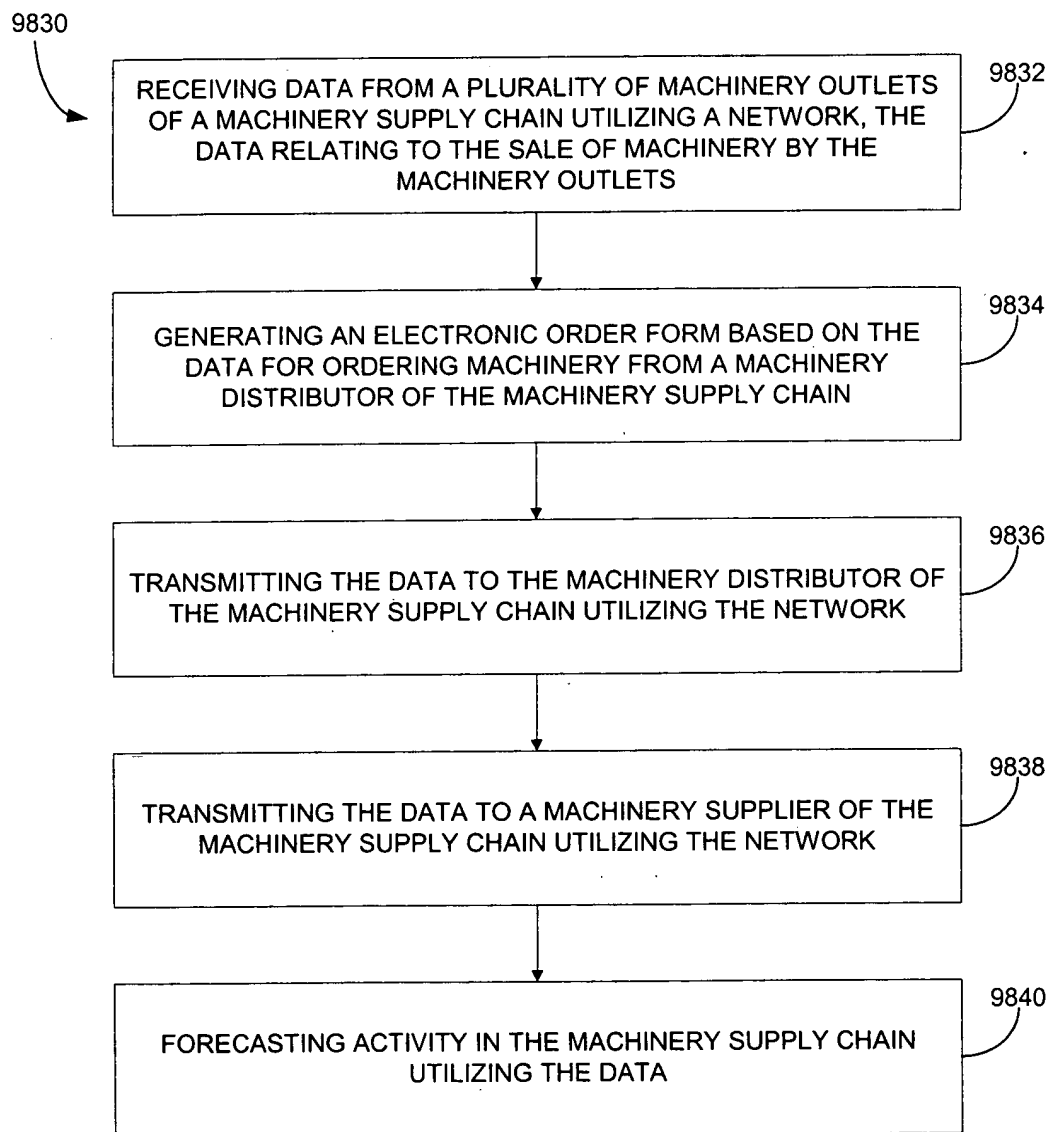 9830
RECEIVING DATA FROM A PLURALITY OF MACHINERY OUTLETS
OF A MACHINERY SUPPLY CHAIN UTILIZING A NETWORK, THE
DATA RELATING TO THE SALE OF MACHINERY BY THE
MACHINERY OUTLETS
9832
GENERATING AN ELECTRONIC ORDER FORM BASED ON THE
DATA FOR ORDERING MACHINERY FROM A MACHINERY
DISTRIBUTOR OF THE MACHINERY SUPPLY CHAIN
9834
TRANSMITTING THE DATA TO THE MACHINERY DISTRIBUTOR OF
THE MACHINERY SUPPLY CHAIN UTILIZING THE NETWORK
9836
TRANSMITTING THE DATA TO A MACHINERY SUPPLIER OF THE
MACHINERY SUPPLY CHAIN UTILIZING THE NETWORK
9838
FORECASTING ACTIVITY IN THE MACHINERY SUPPLY CHAIN
UTILIZING THE DATA
9840